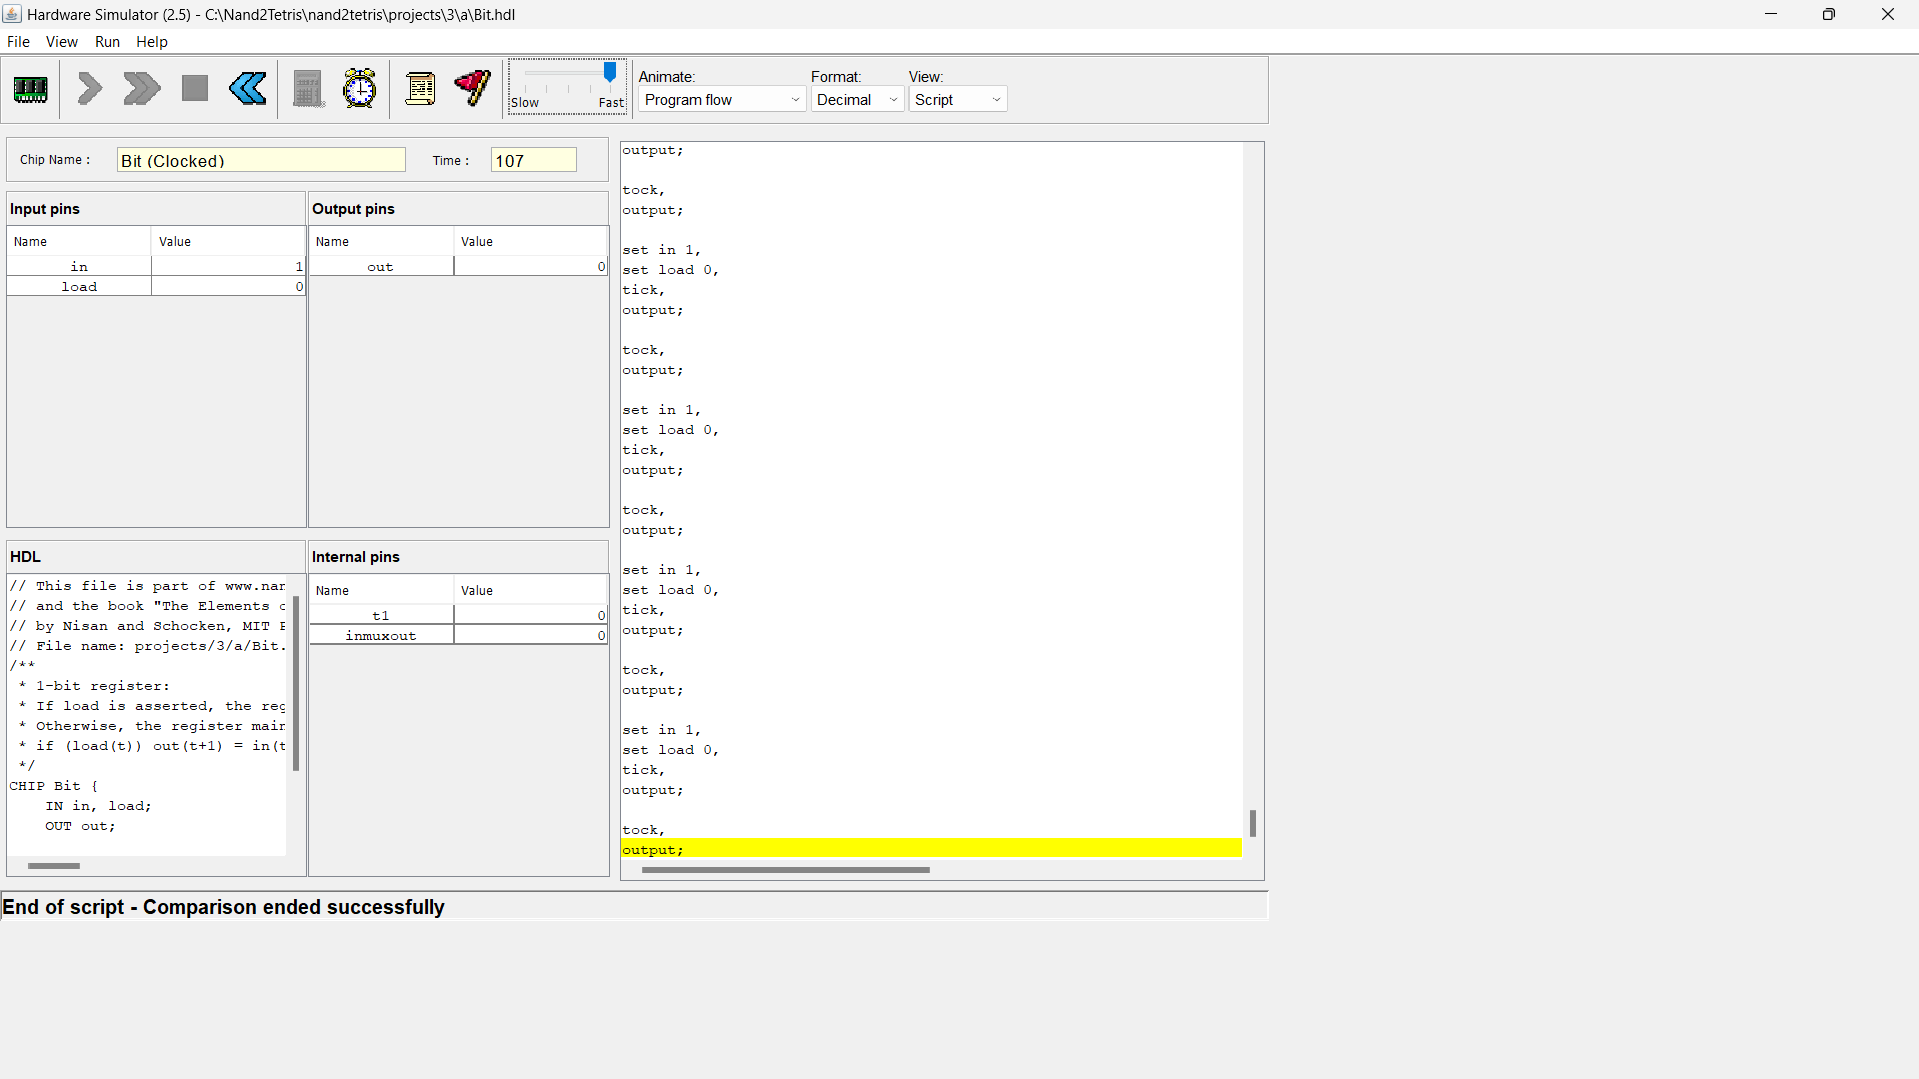 Hardware Simulator (2.5) - C:\Nand2Tetris\nand2tetris\projects\3\a\Bit.hdl
File View Run Help
Slow Fast
Animate: Format: View:
Program flow Decimal Script
Chip Name : Bit (Clocked) Time : 107
Input pins
Name Value
in 1
load 0
Output pins
Name Value
out 0
HDL
// This file is part of www.nan
// and the book "The Elements o
// by Nisan and Schocken, MIT P
// File name: projects/3/a/Bit.
/**
* 1-bit register:
* If load is asserted, the reg
* Otherwise, the register main
* if (load(t)) out(t+1) = in(t
*/
CHIP Bit {
IN in, load;
OUT out;
Internal pins
Name Value
t1 0
inmuxout 0
output;
tock,
output;
set in 1,
set load 0,
tick,
output;
tock,
output;
set in 1,
set load 0,
tick,
output;
tock,
output;
set in 1,
set load 0,
tick,
output;
tock,
output;
set in 1,
set load 0,
tick,
output;
tock,
output;
End of script - Comparison ended successfully